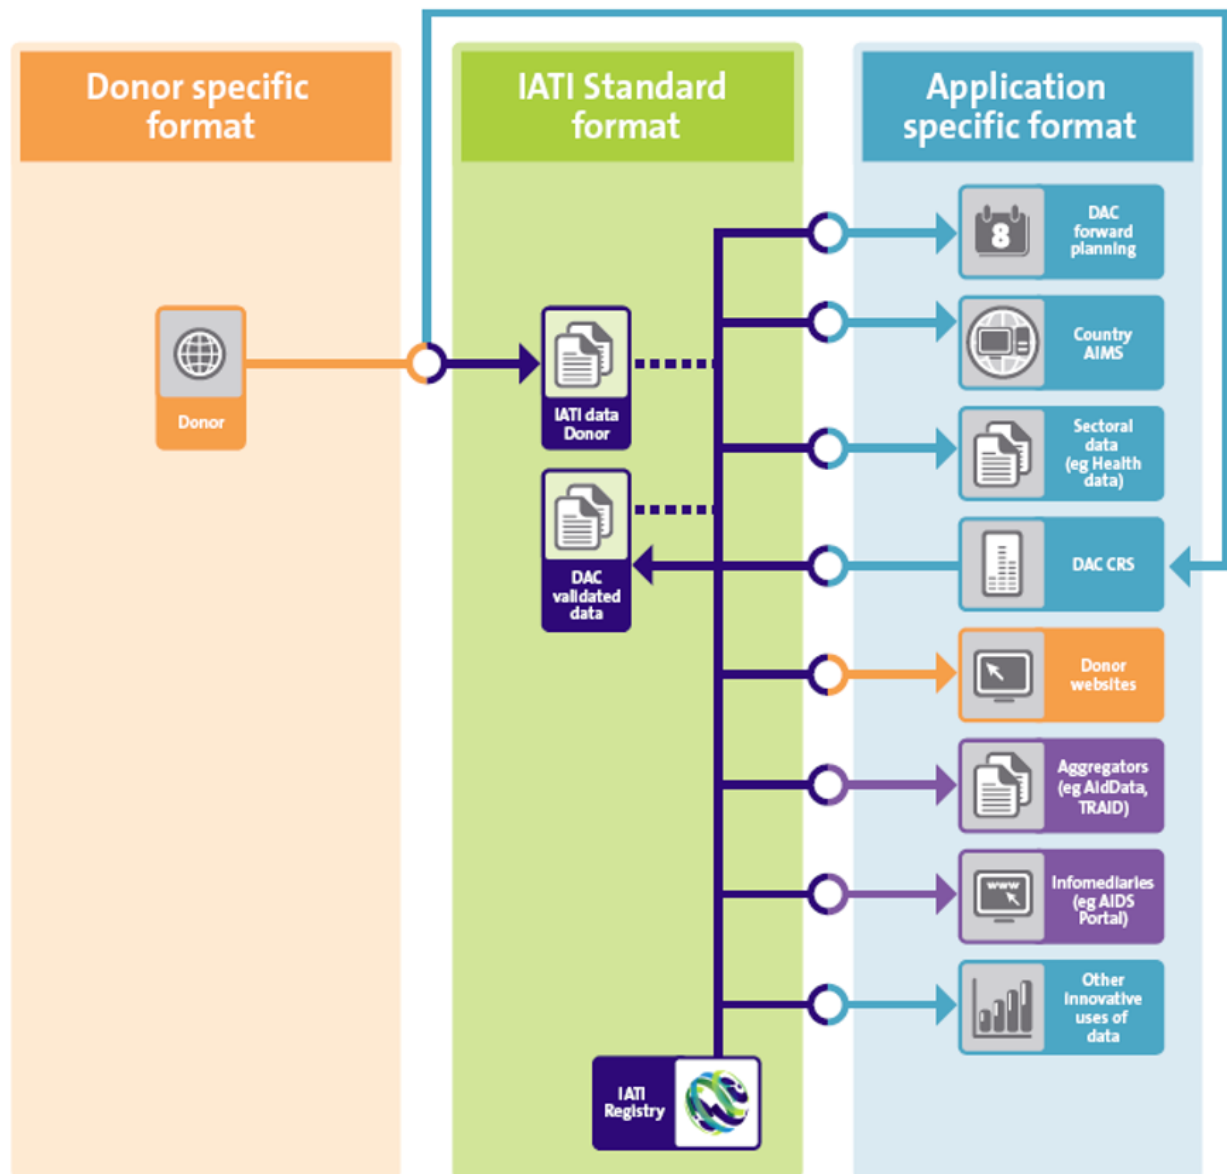 Donor specific
format
IATI Standard
format
Application
specific format
Donor
IATI data
Donor
DAC
validated
data
IATI
Registry
8
DAC
forward
planning
Country
AIMS
Sectoral
data
(eg Health
data)
DAC CRS
Donor
websites
Aggregators
(eg AidData,
TRAID)
www
Infomediaries
(eg AIDS
Portal)
Other
innovative
uses of
data